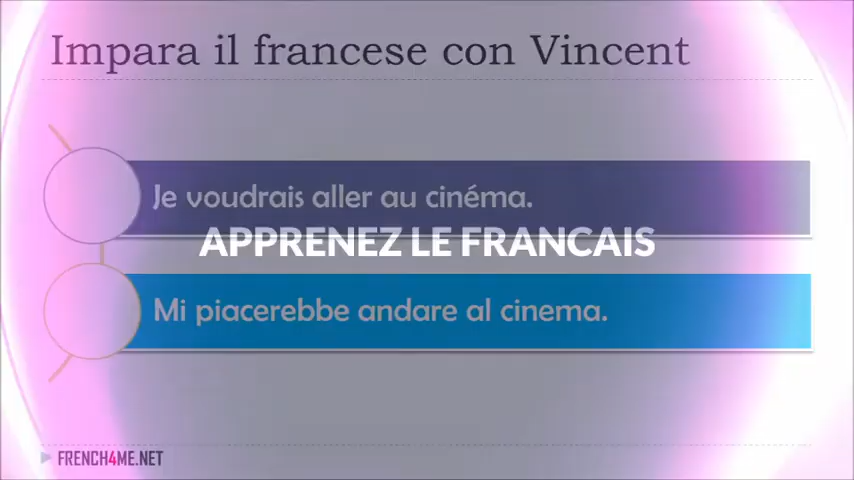 Impara il francese con Vincent
Je voudrais aller au cinéma.
APPRENEZ LE FRANCAIS
Mi piacerebbe andare al cinema.
FRENCH4ME.NET